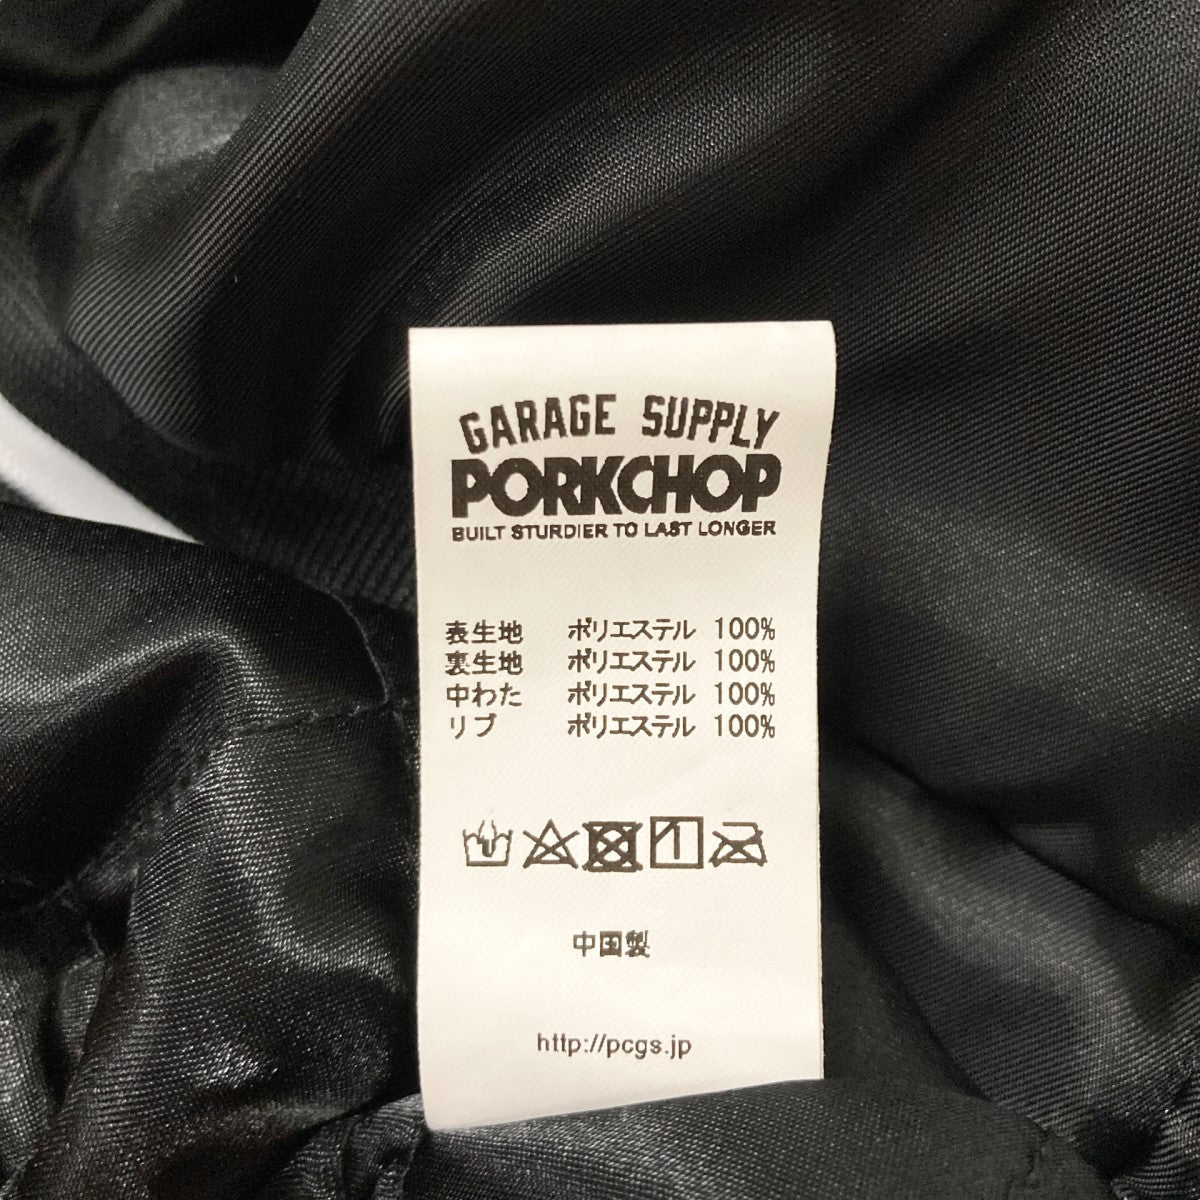 GARAGE SUPPLY
PORKCHOP
BUILT STURDIER TO LAST LONGER
表生地 ポリエステル 100%
裏生地 ポリエステル 100%
中わた ポリエステル 100%
リブ ポリエステル 100%
中国製
http://pcgs.jp